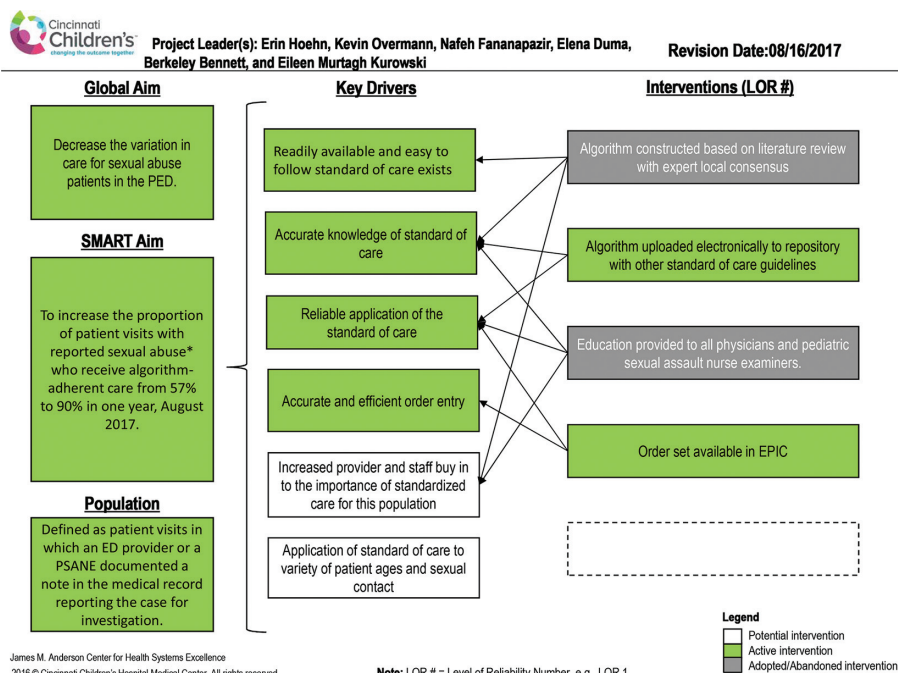 Cincinnati
Children's
changing the outcome together
Project Leader(s): Erin Hoehn, Kevin Overmann, Nafeh Fananapazir, Elena Duma,
Berkeley Bennett, and Eileen Murtagh Kurowski
Revision Date:08/16/2017
Global Aim
Decrease the variation in
care for sexual abuse
patients in the PED.
SMART Aim
To increase the proportion
of patient visits with
reported sexual abuse*
who receive algorithm-
adherent care from 57%
to 90% in one year, August
2017.
Population
Defined as patient visits in
which an ED provider or a
PSANE documented a
note in the medical record
reporting the case for
investigation.
Key Drivers
Readily available and easy to
follow standard of care exists
Accurate knowledge of standard of
care
Reliable application of the
standard of care
Accurate and efficient order entry
Increased provider and staff buy in
to the importance of standardized
care for this population
Application of standard of care to
variety of patient ages and sexual
contact
Interventions (LOR #)
Algorithm constructed based on literature review
with expert local consensus
Algorithm uploaded electronically to repository
with other standard of care guidelines
Education provided to all physicians and pediatric
sexual assault nurse examiners.
Order set available in EPIC
Legend
Potential intervention
Active intervention
Adopted/Abandoned intervention
James M. Anderson Center for Health Systems Excellence
2016 © Cincinnati Children's Hospital Medical Center. All rights reserved
Note: LOR # = Level of Reliability Number, e.g., LOR 1